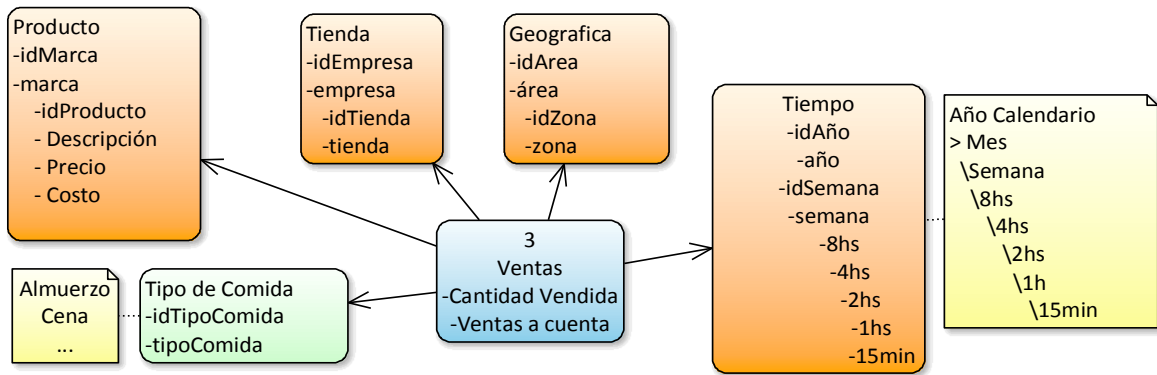 Producto
-idMarca
-marca
-idProducto
- Descripción
- Precio
- Costo
Tienda
-idEmpresa
-empresa
-idTienda
-tienda
Geografica
-idArea
-área
-idZona
-zona
Tiempo
-idAño
-año
-idSemana
-semana
-8hs
-4hs
-2hs
-1hs
-15min
Año Calendario
> Mes
\Semana
\8hs
\4hs
\2hs
\1h
\15min
Almuerzo
Cena
...
Tipo de Comida
-idTipoComida
-tipoComida
3
Ventas
-Cantidad Vendida
-Ventas a cuenta